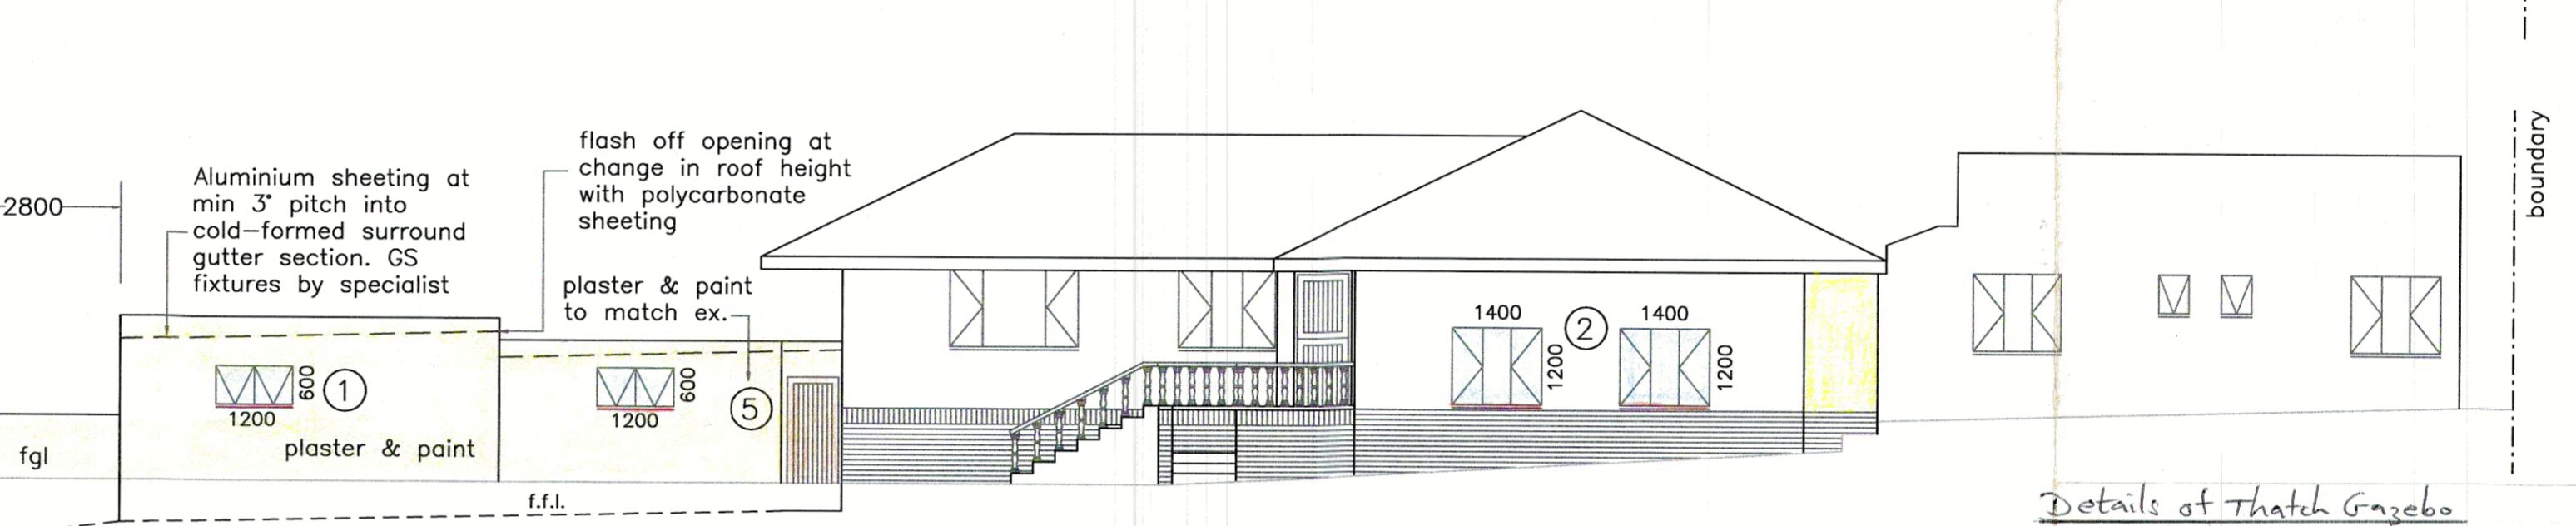 flash off opening at
change in roof height
with polycarbonate
sheeting
Aluminium sheeting at
min 3° pitch into
cold-formed surround
gutter section. GS
fixtures by specialist
2800
boundary
plaster & paint
to match ex.
1400
2
1400
1200
1200
600
1
1200
600
5
1200
plaster & paint
fgl
f.f.l.
Details of Thatch Gazebo